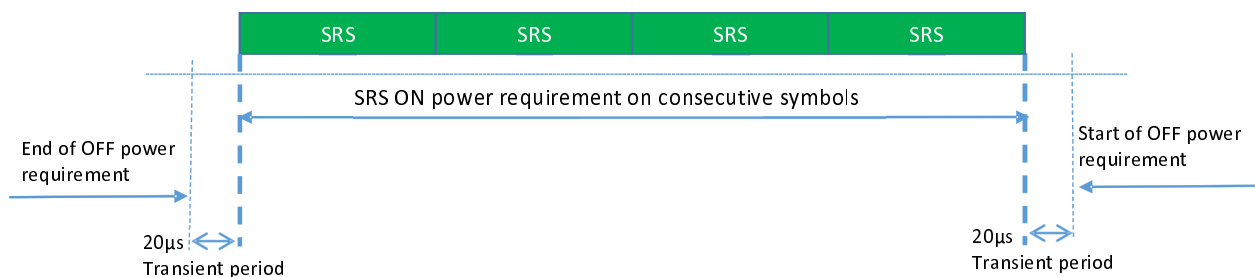 SRS SRS SRS SRS
SRS ON power requirement on consecutive symbols
End of OFF power
requirement
Start of OFF power
requirement
20µs
Transient period
20µs
Transient period